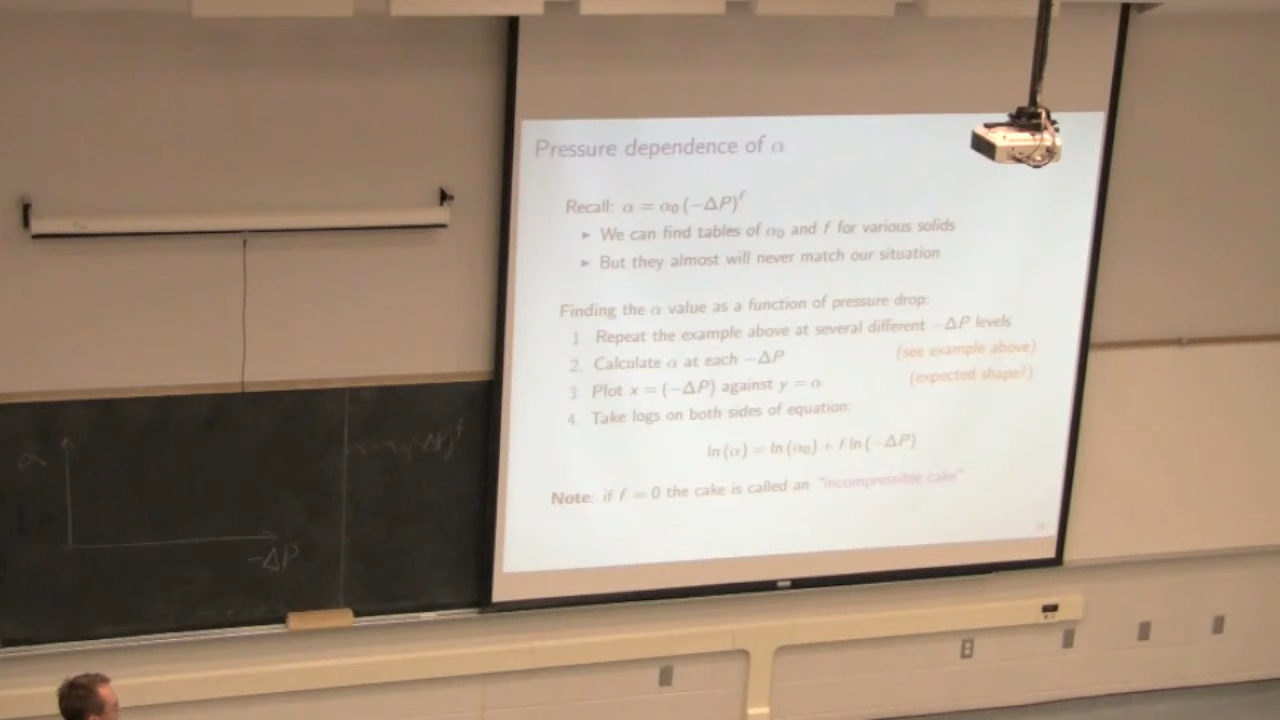 Pressure dependence of α
Recall: α = α₀ (−ΔP)ᶠ
▸ We can find tables of α₀ and f for various solids
▸ But they almost will never match our situation
Finding the α value as a function of pressure drop:
1. Repeat the example above at several different −ΔP levels
2. Calculate α at each −ΔP (see example above)
3. Plot x = (−ΔP) against y = α (expected shape?)
4. Take logs on both sides of equation:
ln (α) = ln (α₀) + f ln (−ΔP)
Note: if f = 0 the cake is called an "incompressible cake"
α
−ΔP
(−ΔP)ᶠ